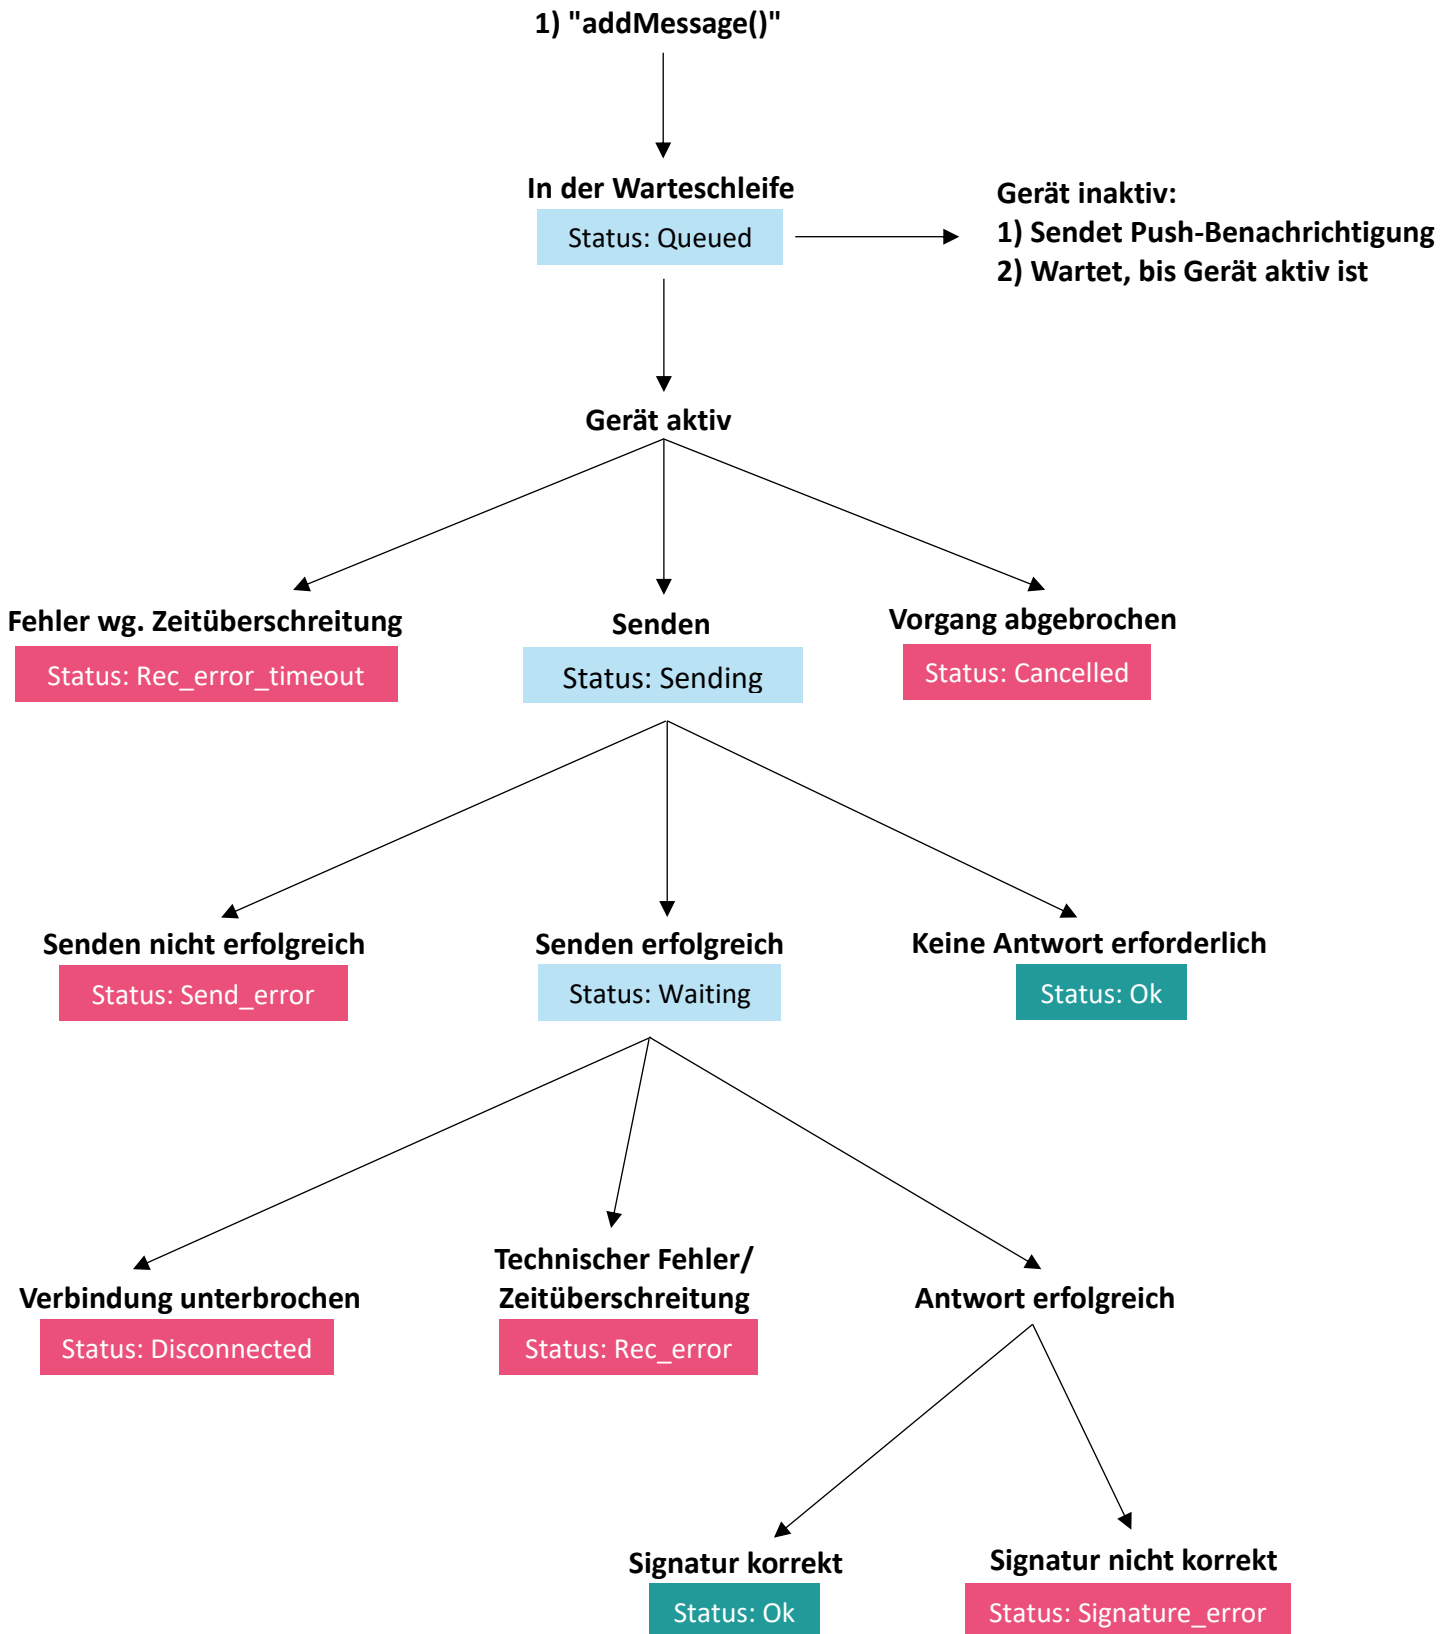 1) "addMessage()"
In der Warteschleife
Status: Queued
Gerät inaktiv:
1) Sendet Push-Benachrichtigung
2) Wartet, bis Gerät aktiv ist
Gerät aktiv
Fehler wg. Zeitüberschreitung
Status: Rec_error_timeout
Senden
Status: Sending
Vorgang abgebrochen
Status: Cancelled
Senden nicht erfolgreich
Status: Send_error
Senden erfolgreich
Status: Waiting
Keine Antwort erforderlich
Status: Ok
Verbindung unterbrochen
Status: Disconnected
Technischer Fehler/
Zeitüberschreitung
Status: Rec_error
Antwort erfolgreich
Signatur korrekt
Status: Ok
Signatur nicht korrekt
Status: Signature_error